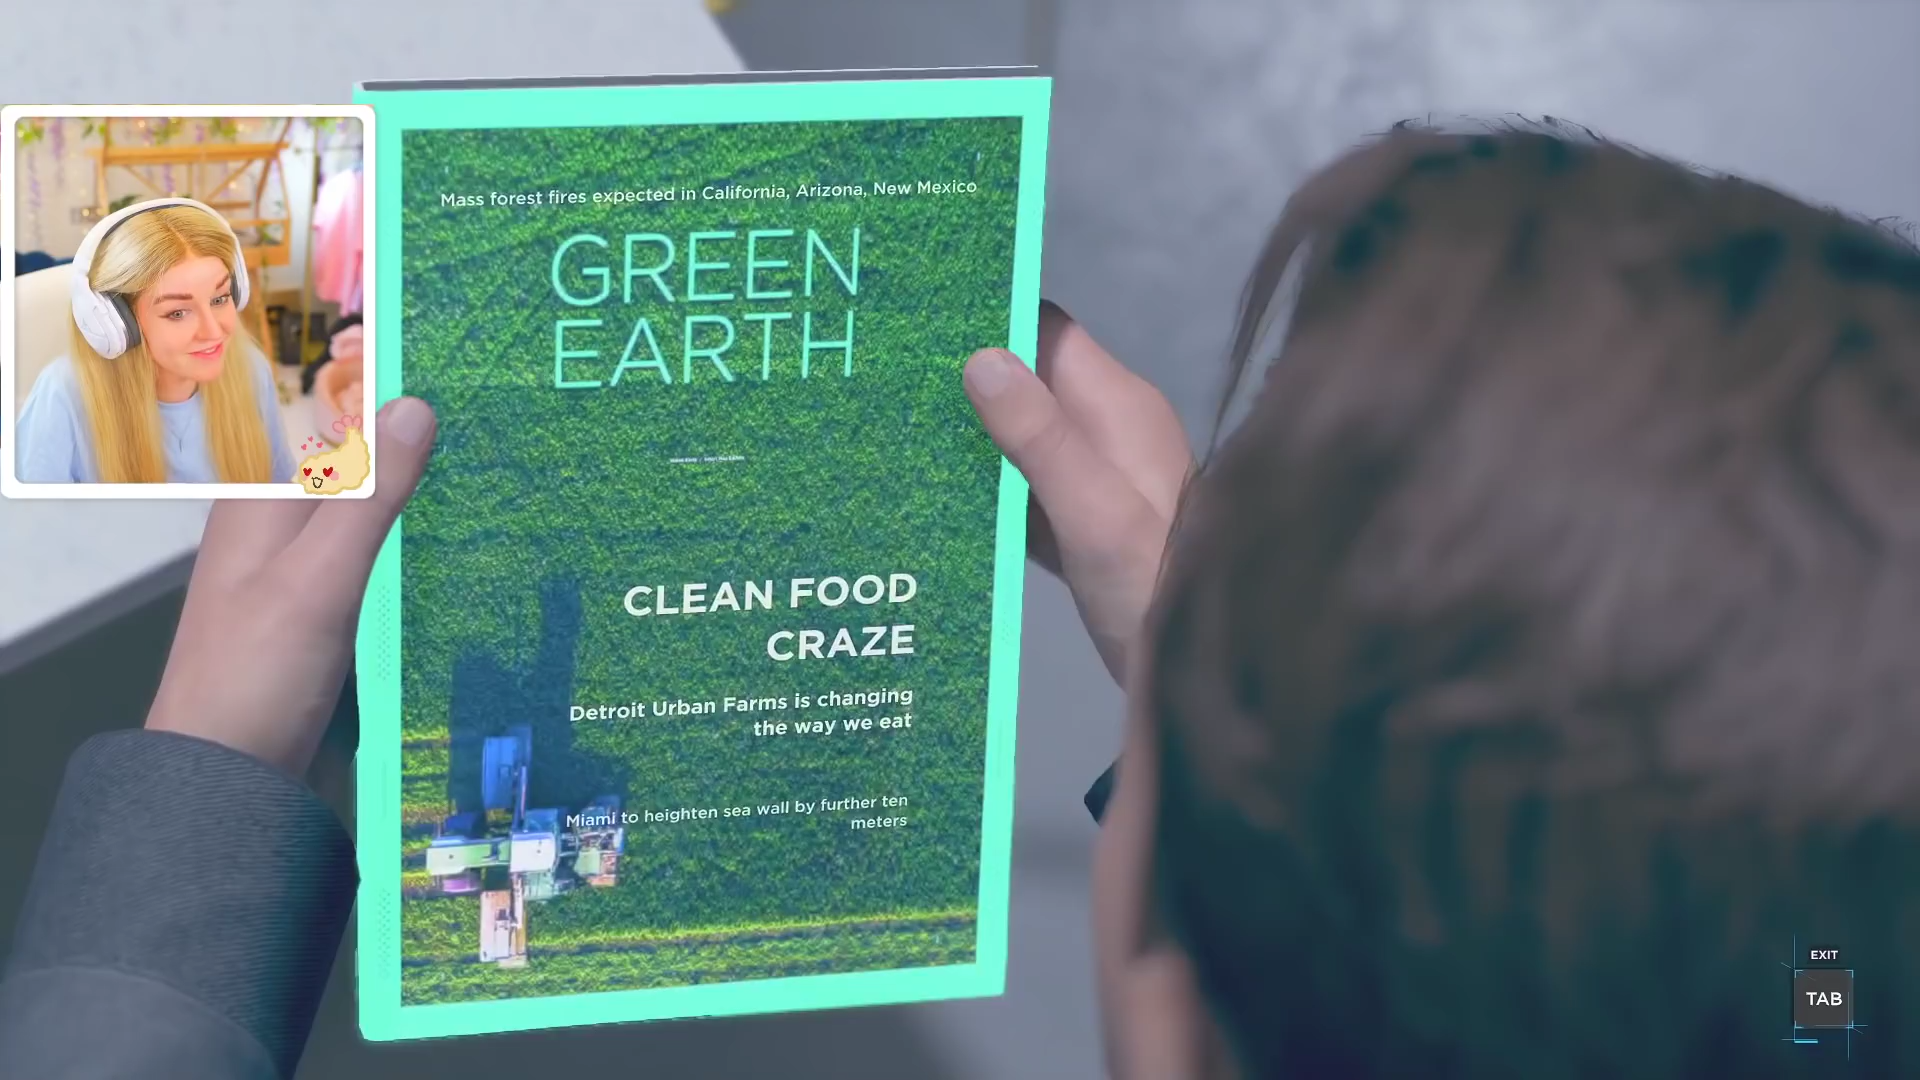 Mass forest fires expected in California, Arizona, New Mexico
GREEN
EARTH
CLEAN FOOD
CRAZE
Detroit Urban Farms is changing
the way we eat
Miami to heighten sea wall by further ten
meters
EXIT
TAB